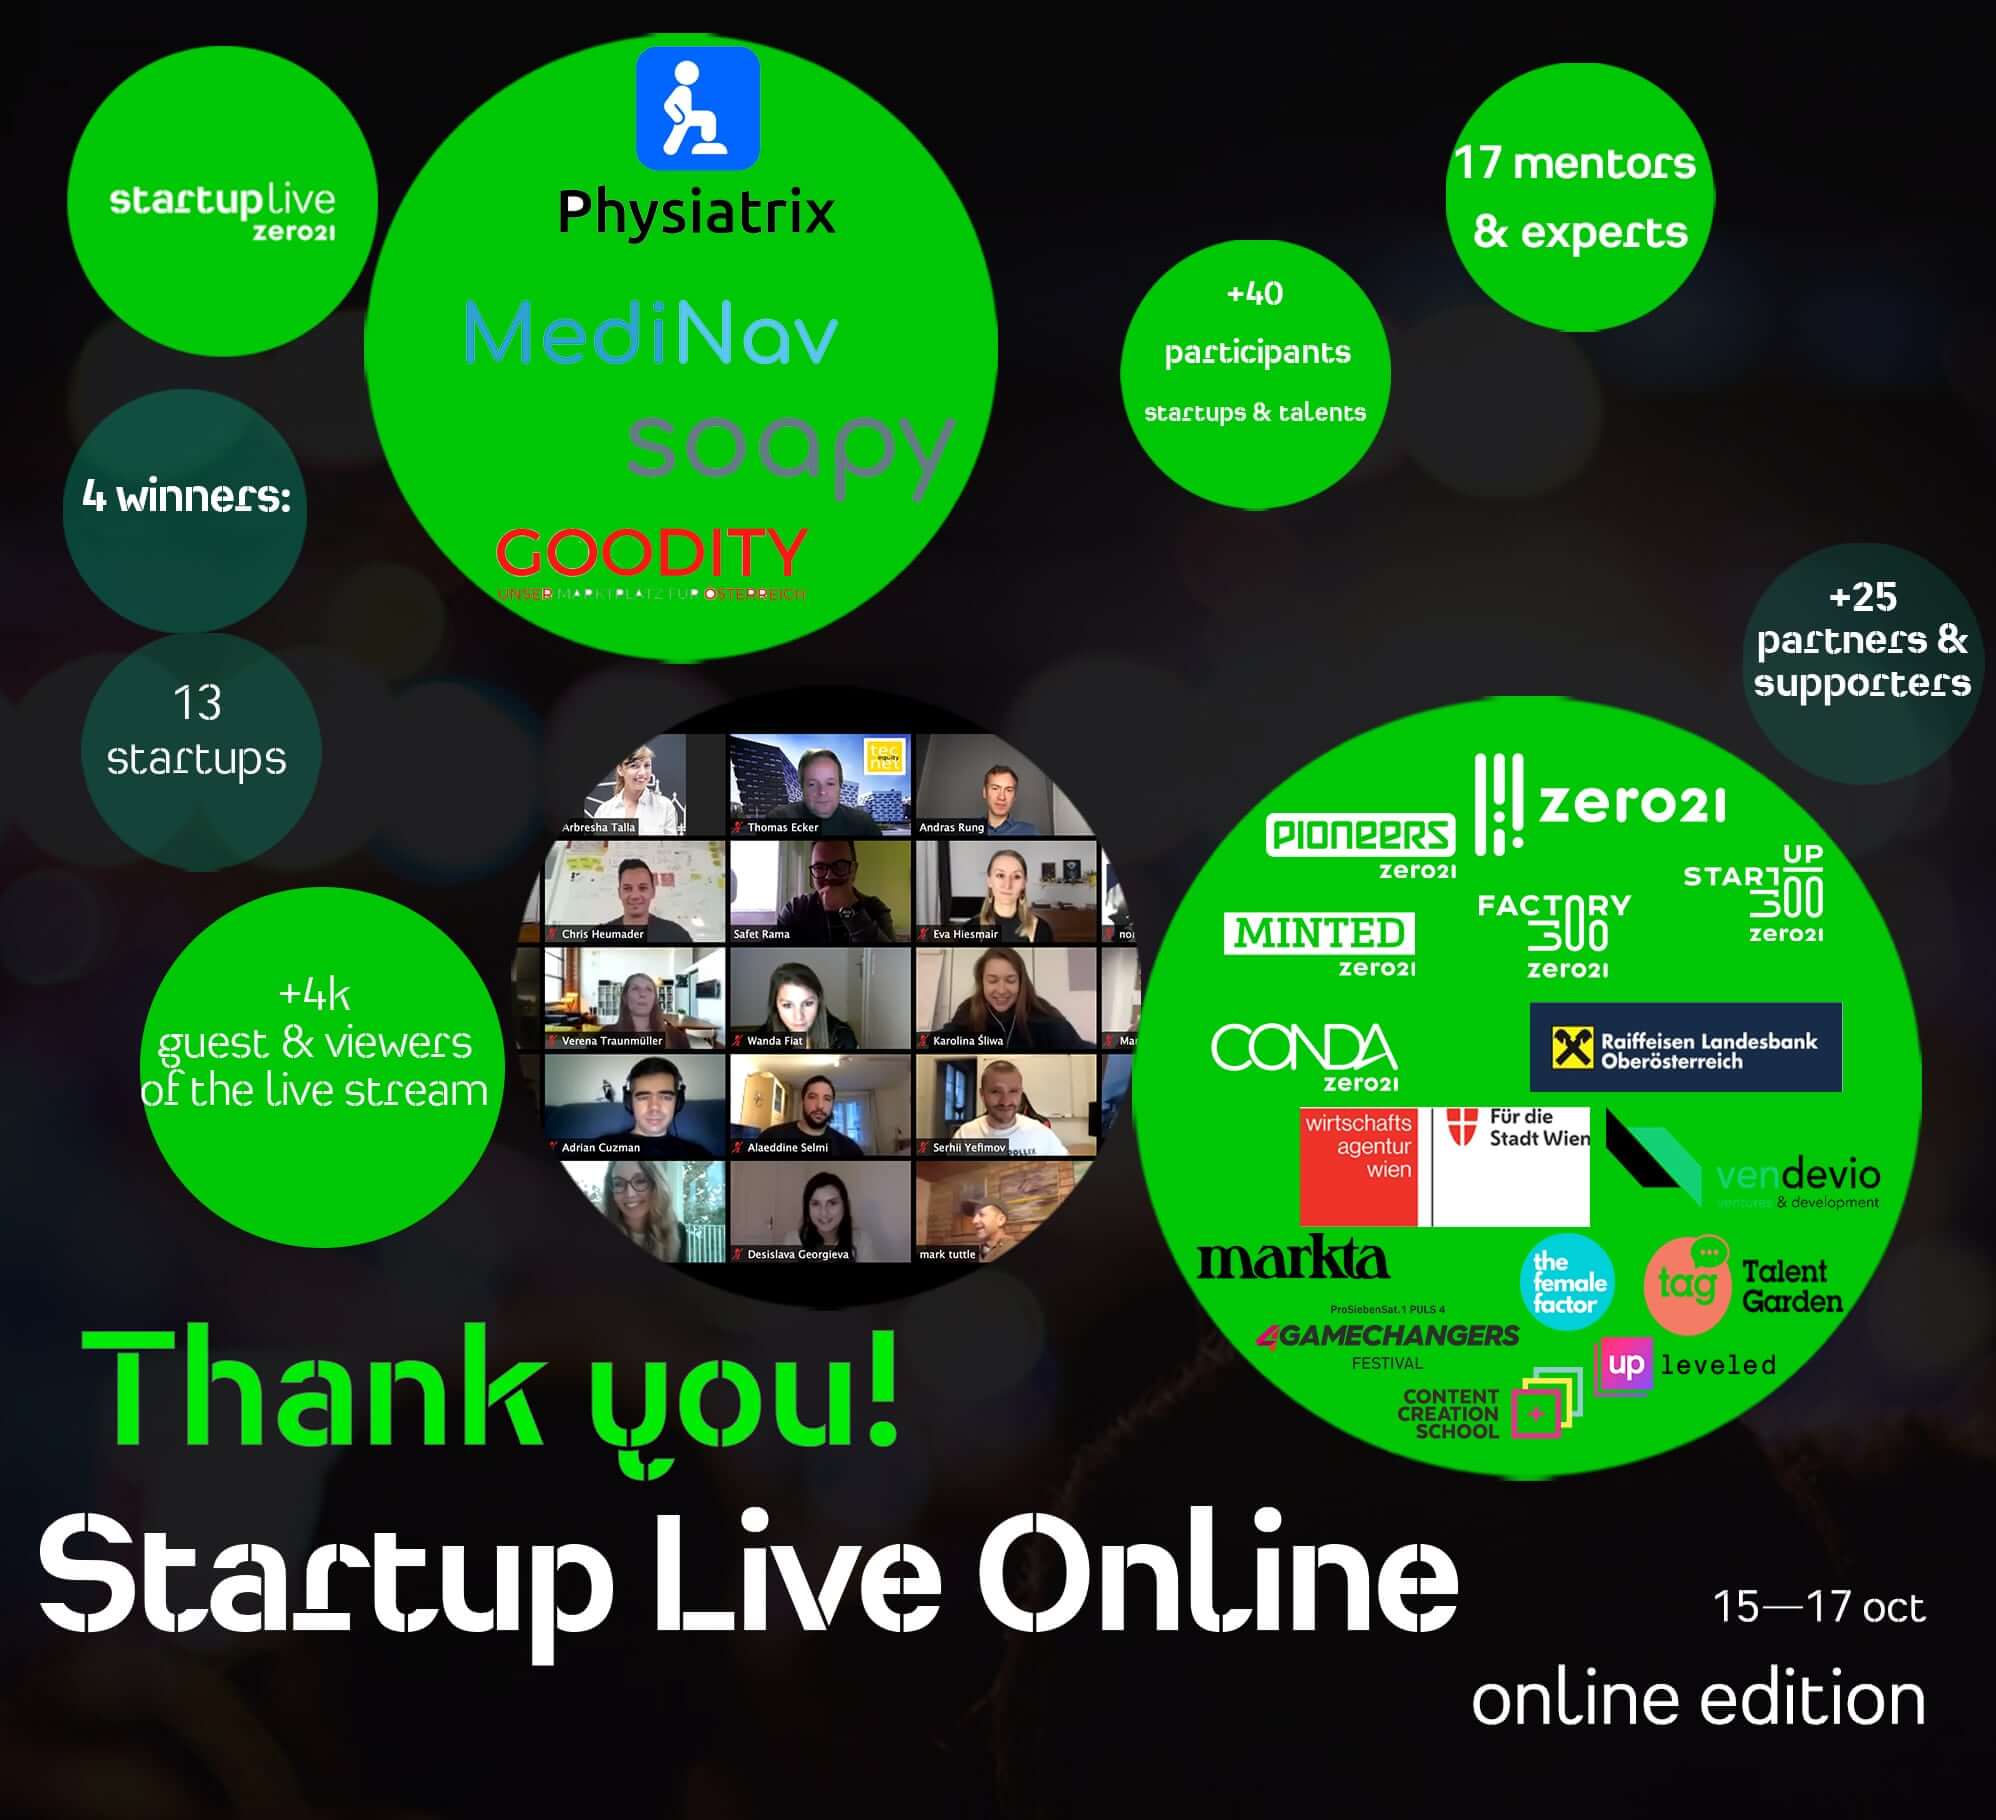 startuplive
zero21
Physiatrix
MediNav
soapy
GOODITY
UNSER MARKTPLATZ FÜR ÖSTERREICH
17 mentors
& experts
+40
participants
startups & talents
4 winners:
13
startups
+25
partners &
supporters
+4k
guest & viewers
of the live stream
tec
equity
net
Arbresha Talla
Thomas Ecker
Andras Rung
Chris Heumader
Safet Rama
Eva Hiesmair
Verena Traunmüller
Wanda Fiat
Karolina Śliwa
Adrian Cuzman
Alaeddine Selmi
Serhii Yefimov
Desislava Georgieva
mark tuttle
zero21
PIONEERS
zero21
STARTUP
300
zero21
FACTORY
300
zero21
MINTED
zero21
CONDA
zero21
Raiffeisen Landesbank
Oberösterreich
wirtschafts
agentur
wien
Für die
Stadt Wien
vendevio
ventures & development
markta
the
female
factor
tag
Talent
Garden
ProSiebenSat.1 PULS 4
4GAMECHANGERS
FESTIVAL
up leveled
CONTENT
CREATION
SCHOOL
Thank you!
Startup Live Online
15—17 oct
online edition